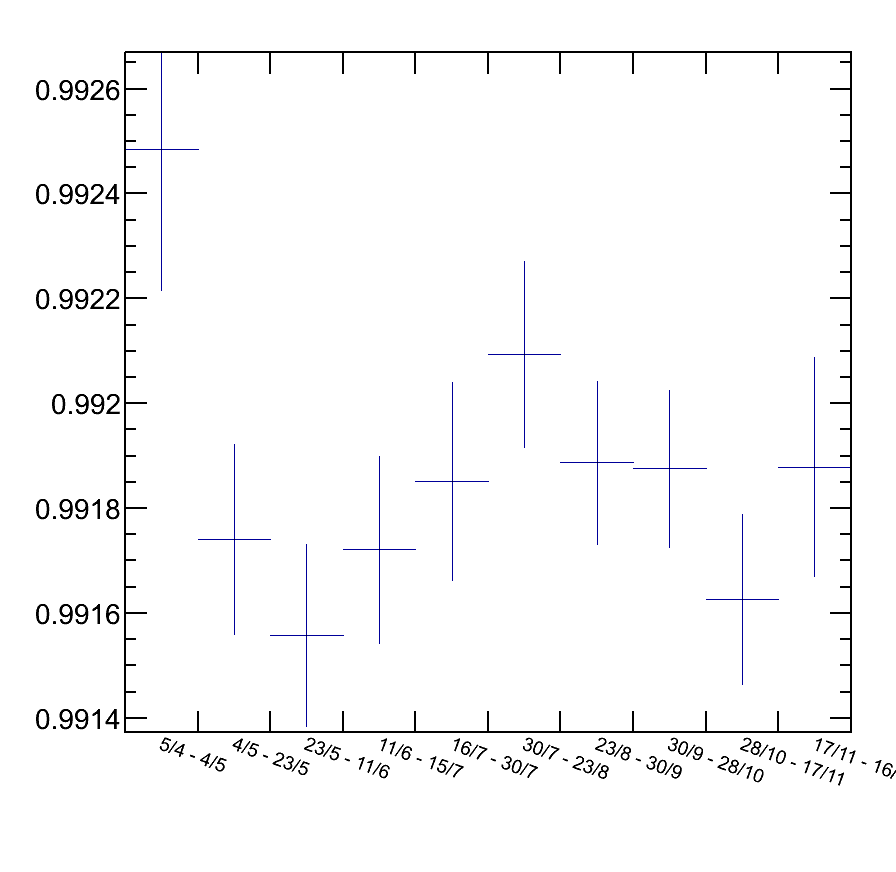 0.9926
0.9924
0.9922
0.992
0.9918
0.9916
0.9914
5/4 - 4/5
4/5 - 23/5
23/5 - 11/6
11/6 - 15/7
16/7 - 30/7
30/7 - 23/8
23/8 - 30/9
30/9 - 28/10
28/10 - 17/11
17/11 - 16/